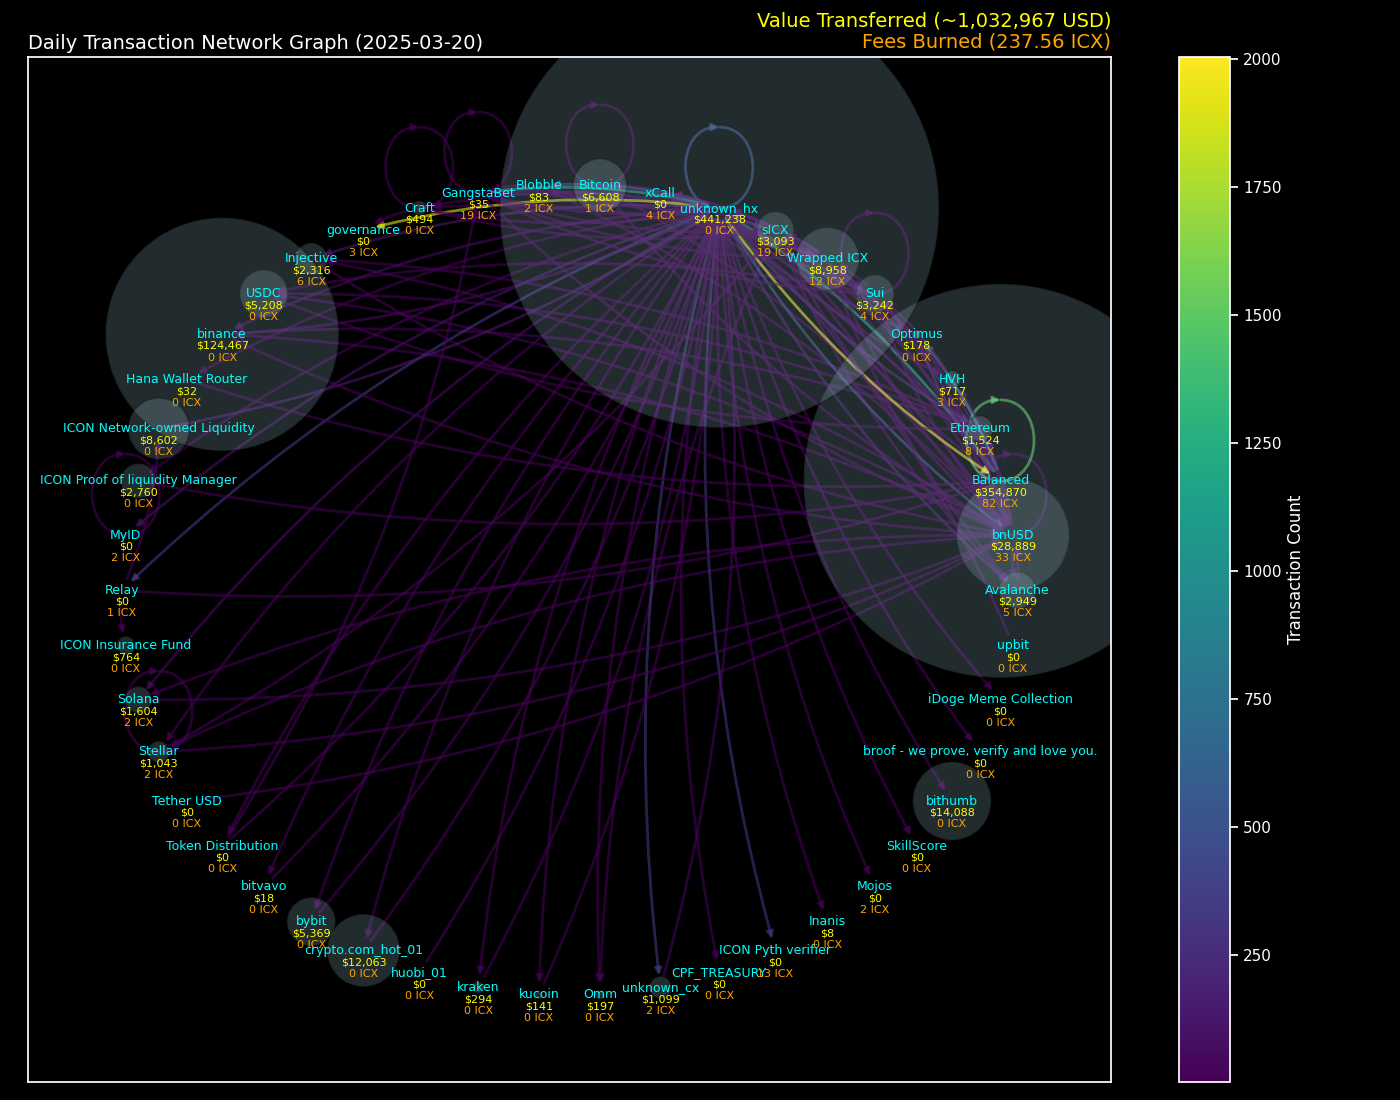 Value Transferred (~1,032,967 USD)
Daily Transaction Network Graph (2025-03-20)
Fees Burned (237.56 ICX)
Blobble
$83
2 ICX
Bitcoin
$6,608
1 ICX
GangstaBet
$35
19 ICX
xCall
$0
4 ICX
Craft
$494
0 ICX
unknown_hx
$441,238
0 ICX
governance
$0
3 ICX
sICX
$3,093
19 ICX
Injective
$2,316
6 ICX
Wrapped ICX
$8,958
12 ICX
USDC
$5,208
0 ICX
Sui
$3,242
4 ICX
binance
$124,467
0 ICX
Optimus
$178
0 ICX
Hana Wallet Router
$32
0 ICX
HVH
$717
3 ICX
ICON Network-owned Liquidity
$8,602
0 ICX
Ethereum
$1,524
8 ICX
ICON Proof of liquidity Manager
$2,760
0 ICX
Balanced
$354,870
82 ICX
MyID
$0
2 ICX
bnUSD
$28,889
33 ICX
Relay
$0
1 ICX
Avalanche
$2,949
5 ICX
ICON Insurance Fund
$764
0 ICX
upbit
$0
0 ICX
Solana
$1,604
2 ICX
iDoge Meme Collection
$0
0 ICX
Stellar
$1,043
2 ICX
broof - we prove, verify and love you.
$0
0 ICX
Tether USD
$0
0 ICX
bithumb
$14,088
0 ICX
Token Distribution
$0
0 ICX
SkillScore
$0
0 ICX
bitvavo
$18
0 ICX
Mojos
$0
2 ICX
bybit
$5,369
0 ICX
Inanis
$8
0 ICX
crypto.com_hot_01
$12,063
0 ICX
ICON Pyth verifier
$0
13 ICX
huobi_01
$0
0 ICX
CPF_TREASURY
$0
0 ICX
kraken
$294
0 ICX
unknown_cx
$1,099
2 ICX
kucoin
$141
0 ICX
Omm
$197
0 ICX
2000
1750
1500
1250
1000
750
500
250
Transaction Count